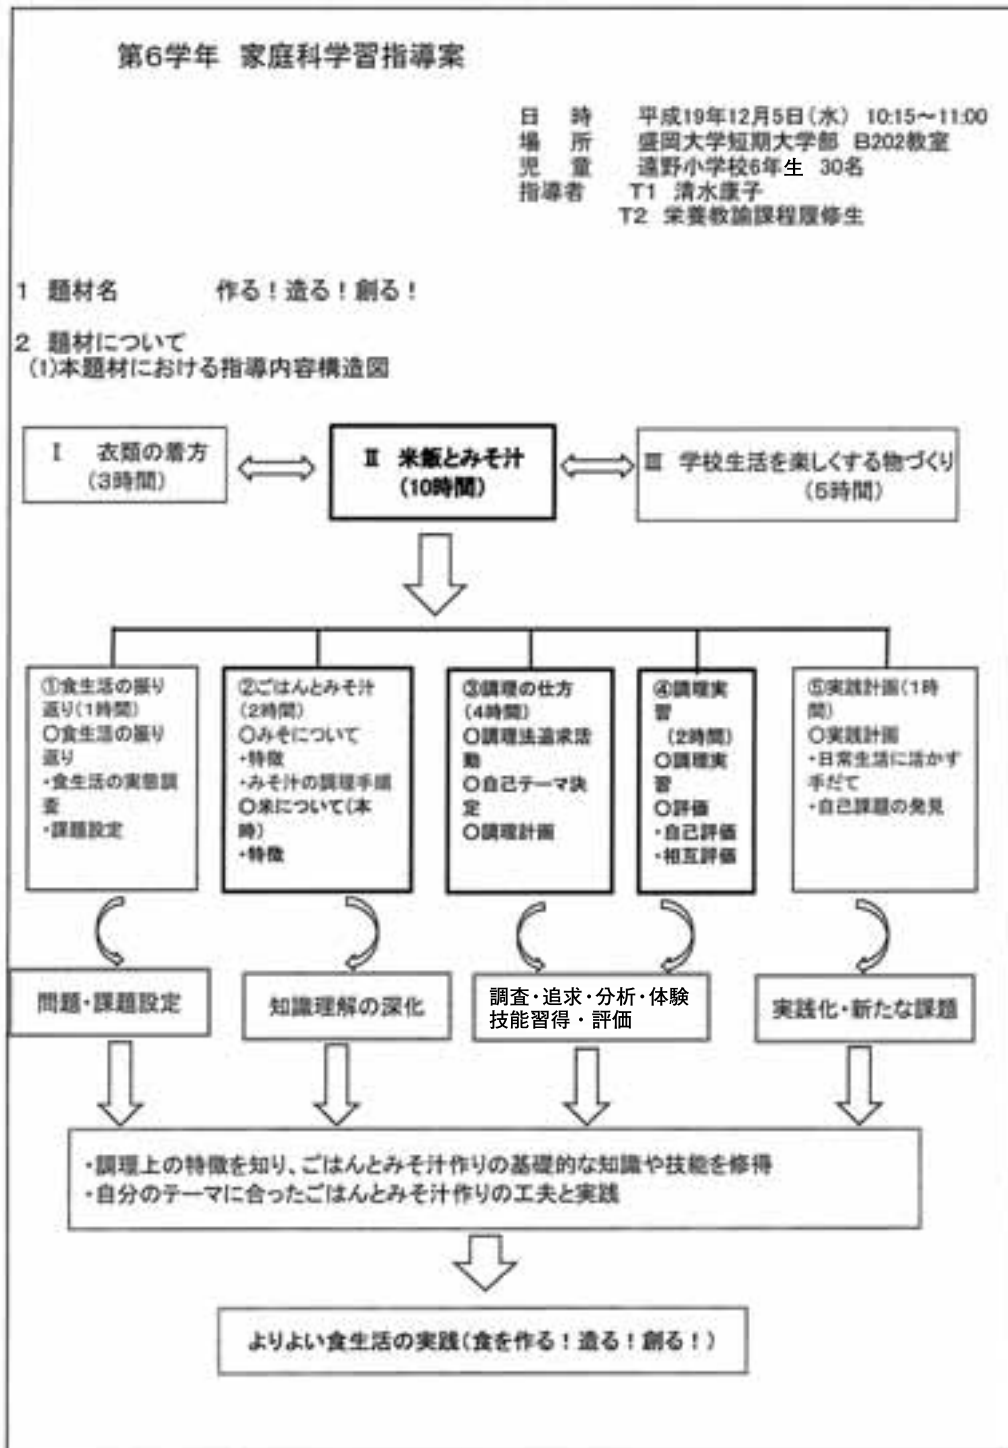 第6学年 家庭科学習指導案
日 時 平成19年12月5日(水) 10:15～11:00
場 所 盛岡大学短期大学部 B202教室
児 童 遠野小学校6年生 30名
指導者 T1 清水康子
T2 栄養教諭課程履修生
1 題材名 作る！造る！創る！
2 題材について
(1)本題材における指導内容構造図
Ⅰ 衣類の着方
(3時間)
Ⅱ 米飯とみそ汁
(10時間)
Ⅲ 学校生活を楽しくする物づくり
(5時間)
①食生活の振り
返り(1時間)
○食生活の振り
返り
・食生活の実態調
査
・課題設定
②ごはんとみそ汁
(2時間)
○みそについて
・特徴
・みそ汁の調理手順
○米について(本
時)
・特徴
③調理の仕方
(4時間)
○調理法追求活
動
○自己テーマ決
定
○調理計画
④調理実
習
(2時間)
○調理実
習
○評価
・自己評価
・相互評価
⑤実践計画(1時
間)
○実践計画
・日常生活に活かす
手だて
・自己課題の発見
問題・課題設定
知識理解の深化
調査・追求・分析・体験
技能習得・評価
実践化・新たな課題
・調理上の特徴を知り、ごはんとみそ汁作りの基礎的な知識や技能を修得
・自分のテーマに合ったごはんとみそ汁作りの工夫と実践
よりよい食生活の実践(食を作る！造る！創る！)